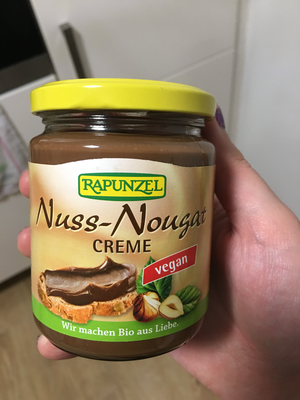 RAPUNZEL
Nuss-Nougat
CREME
vegan
Wir machen Bio aus Liebe.